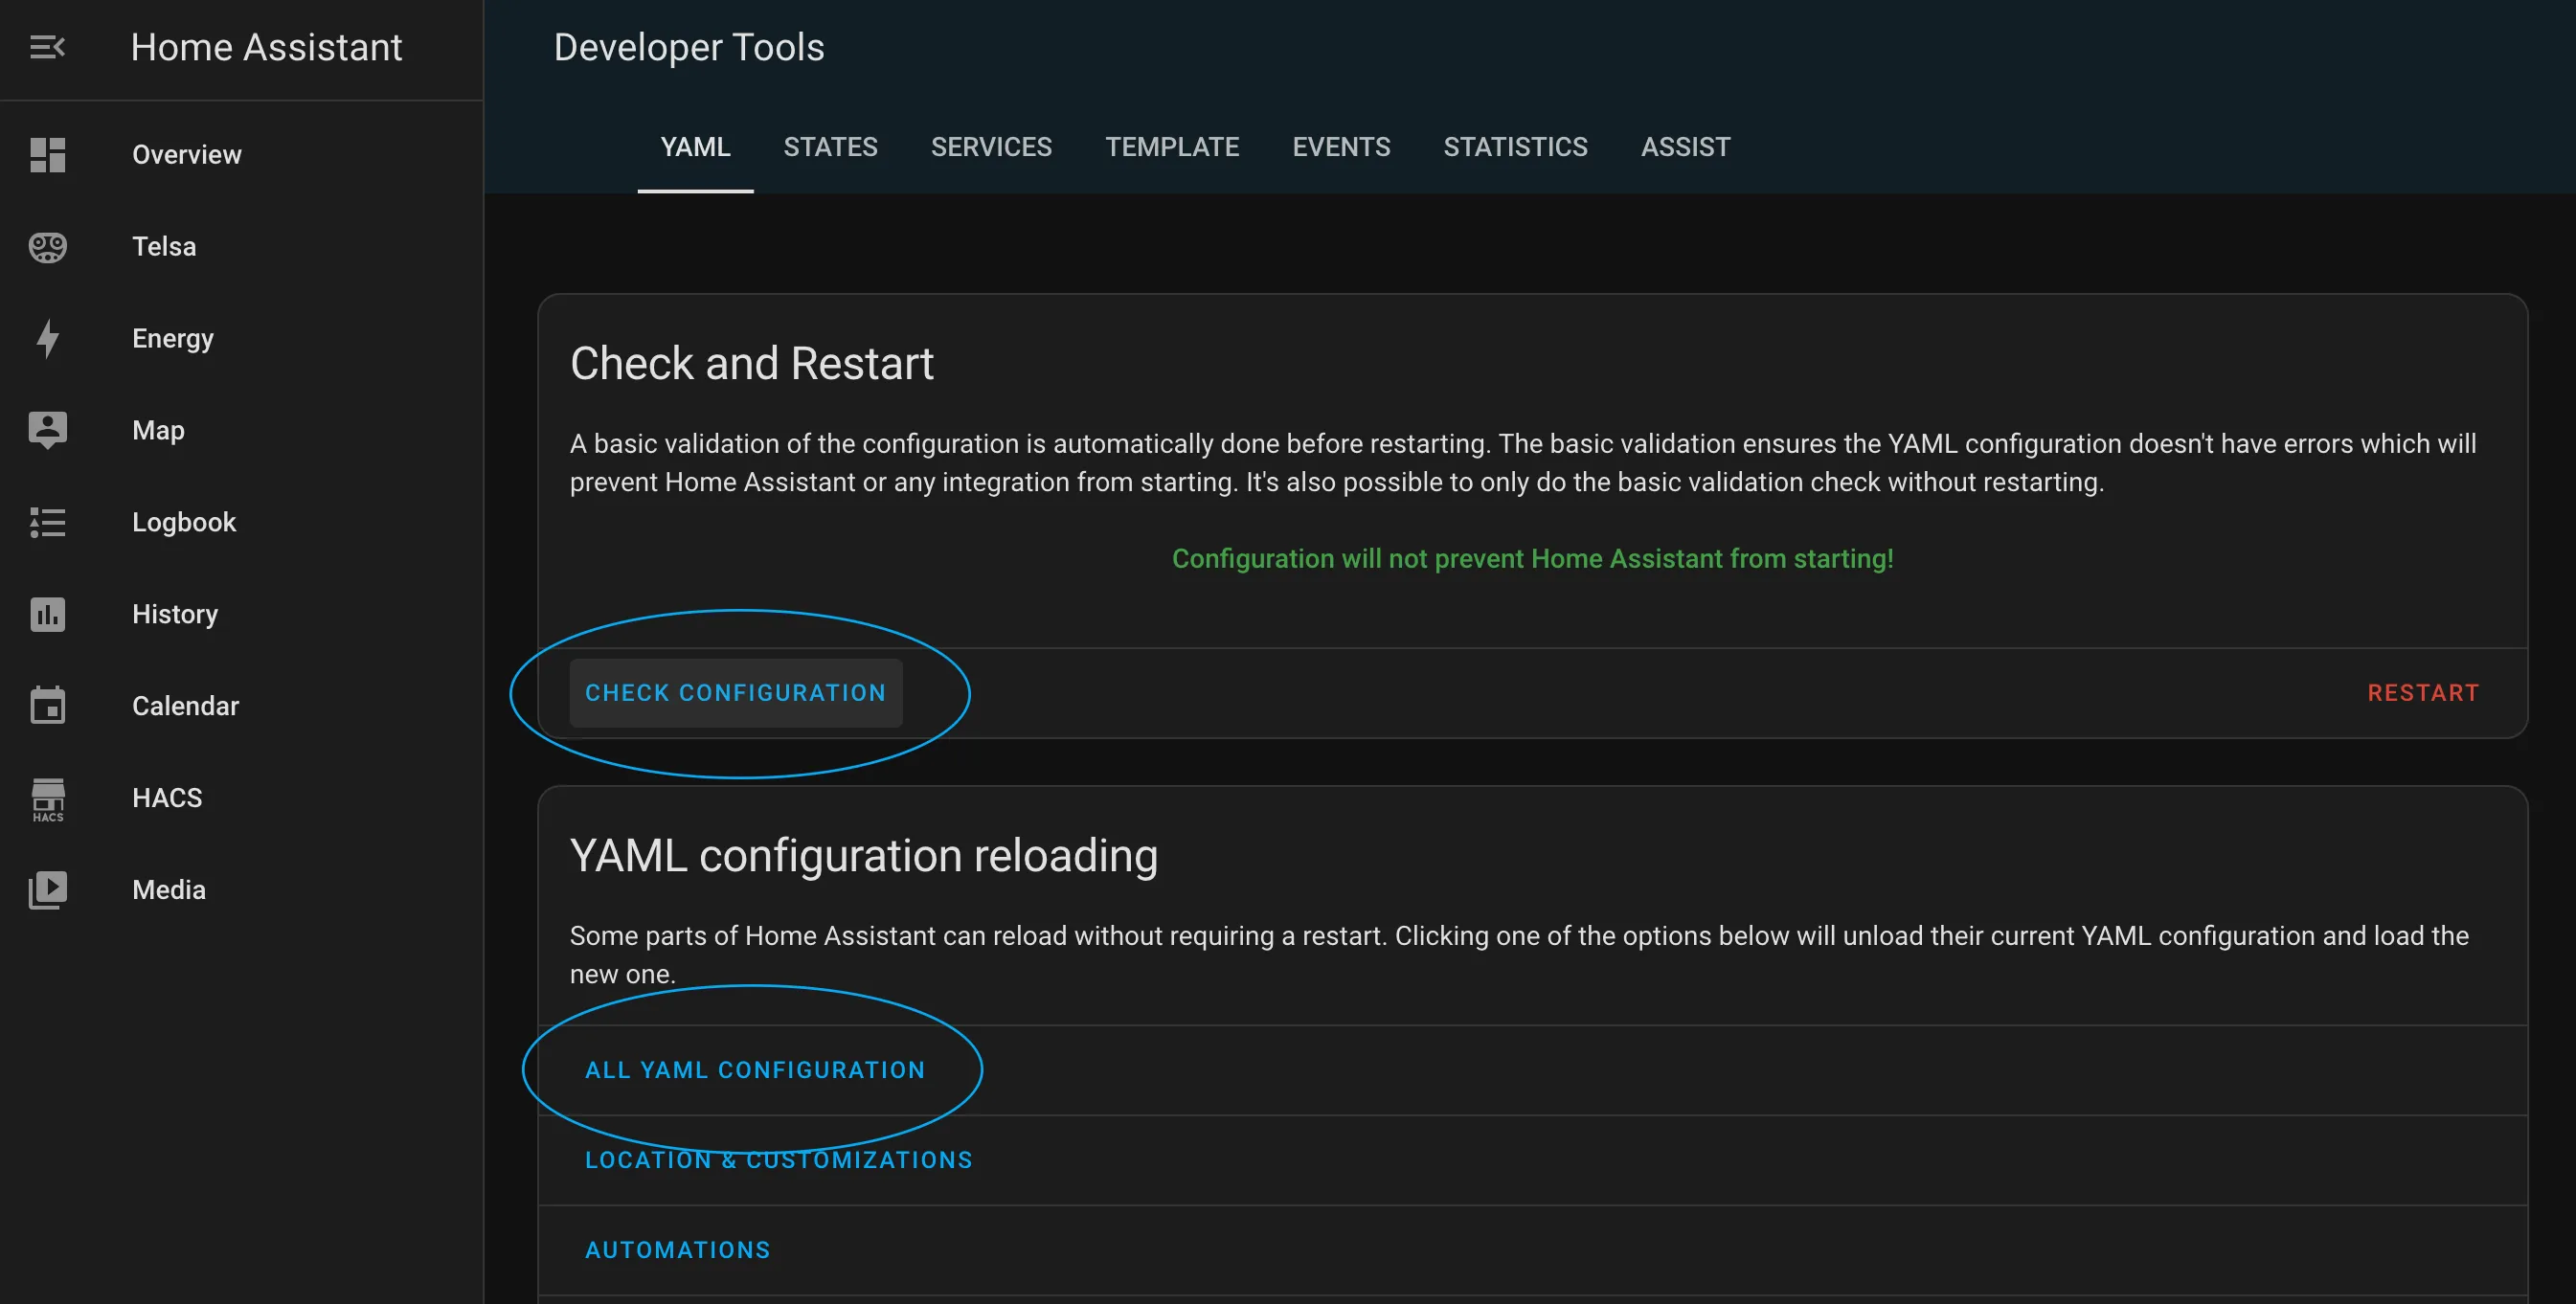 Home Assistant
Overview
Telsa
Energy
Map
Logbook
History
Calendar
HACS
HACS
Media
Developer Tools
YAML STATES SERVICES TEMPLATE EVENTS STATISTICS ASSIST
Check and Restart
A basic validation of the configuration is automatically done before restarting. The basic validation ensures the YAML configuration doesn't have errors which will
prevent Home Assistant or any integration from starting. It's also possible to only do the basic validation check without restarting.
Configuration will not prevent Home Assistant from starting!
CHECK CONFIGURATION RESTART
YAML configuration reloading
Some parts of Home Assistant can reload without requiring a restart. Clicking one of the options below will unload their current YAML configuration and load the
new one.
ALL YAML CONFIGURATION
LOCATION & CUSTOMIZATIONS
AUTOMATIONS